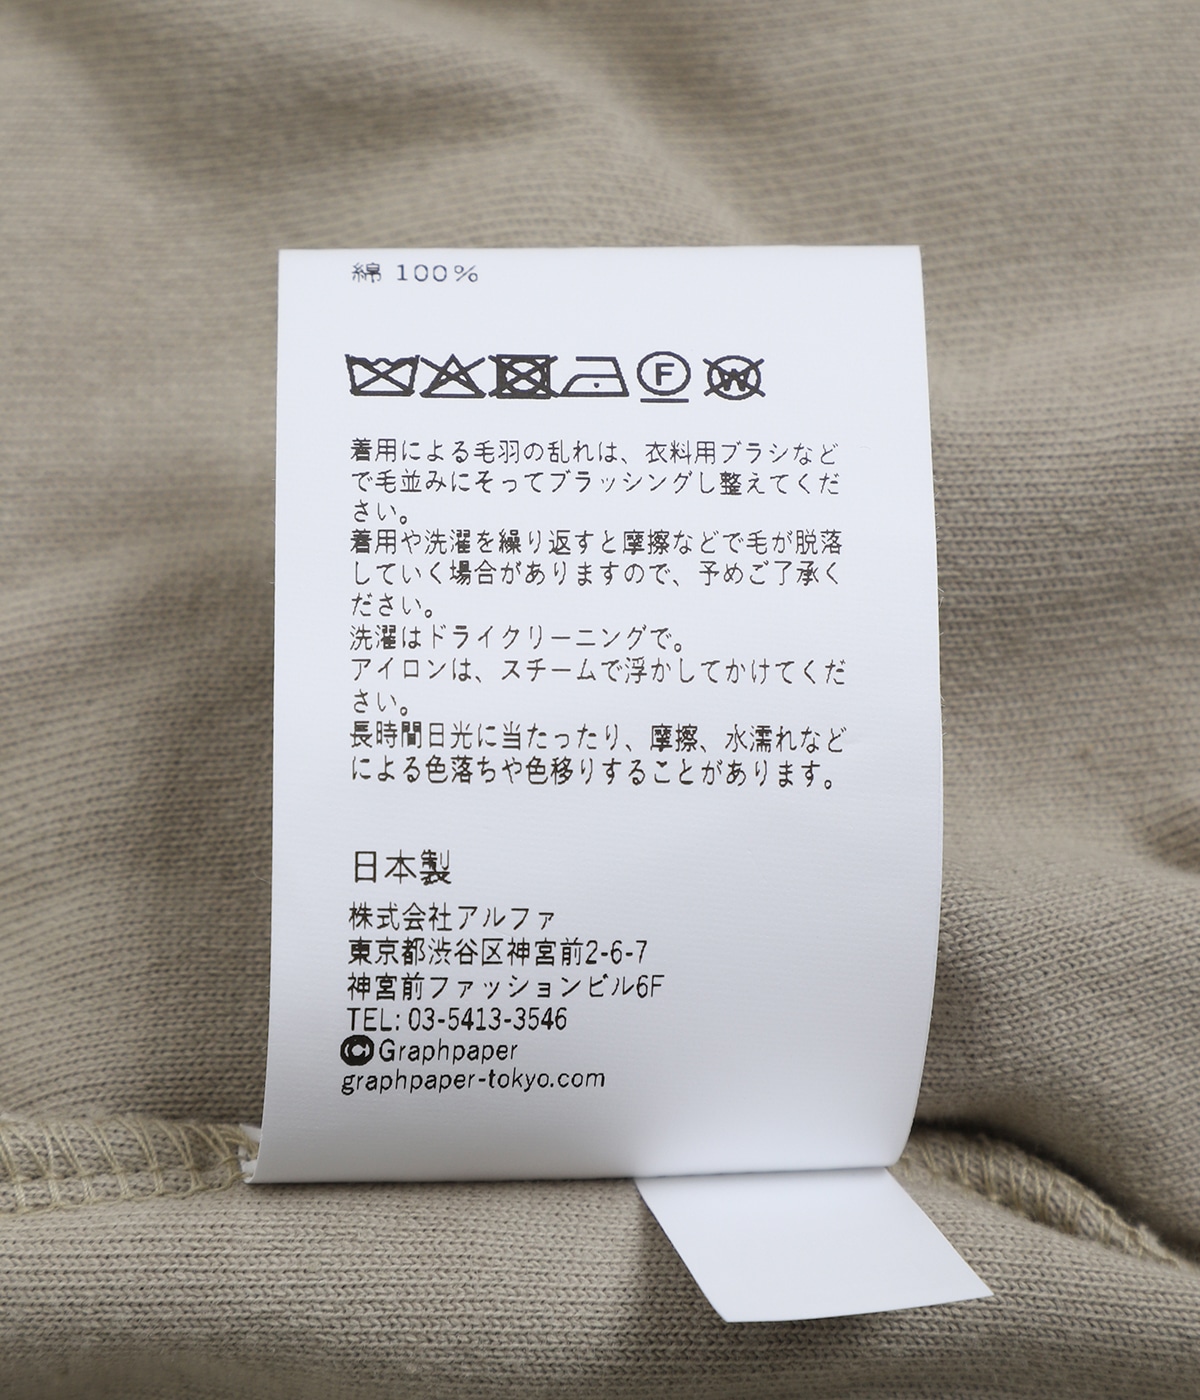 綿 100%
F
W
着用による毛羽の乱れは、衣料用ブラシなど
で毛並みにそってブラッシングし整えてくだ
さい。
着用や洗濯を繰り返すと摩擦などで毛が脱落
していく場合がありますので、予めご了承く
ださい。
洗濯はドライクリーニングで。
アイロンは、スチームで浮かしてかけてくだ
さい。
長時間日光に当たったり、摩擦、水濡れなど
による色落ちや色移りすることがあります。
日本製
株式会社アルファ
東京都渋谷区神宮前2-6-7
神宮前ファッションビル6F
TEL: 03-5413-3546
Graphpaper
graphpaper-tokyo.com